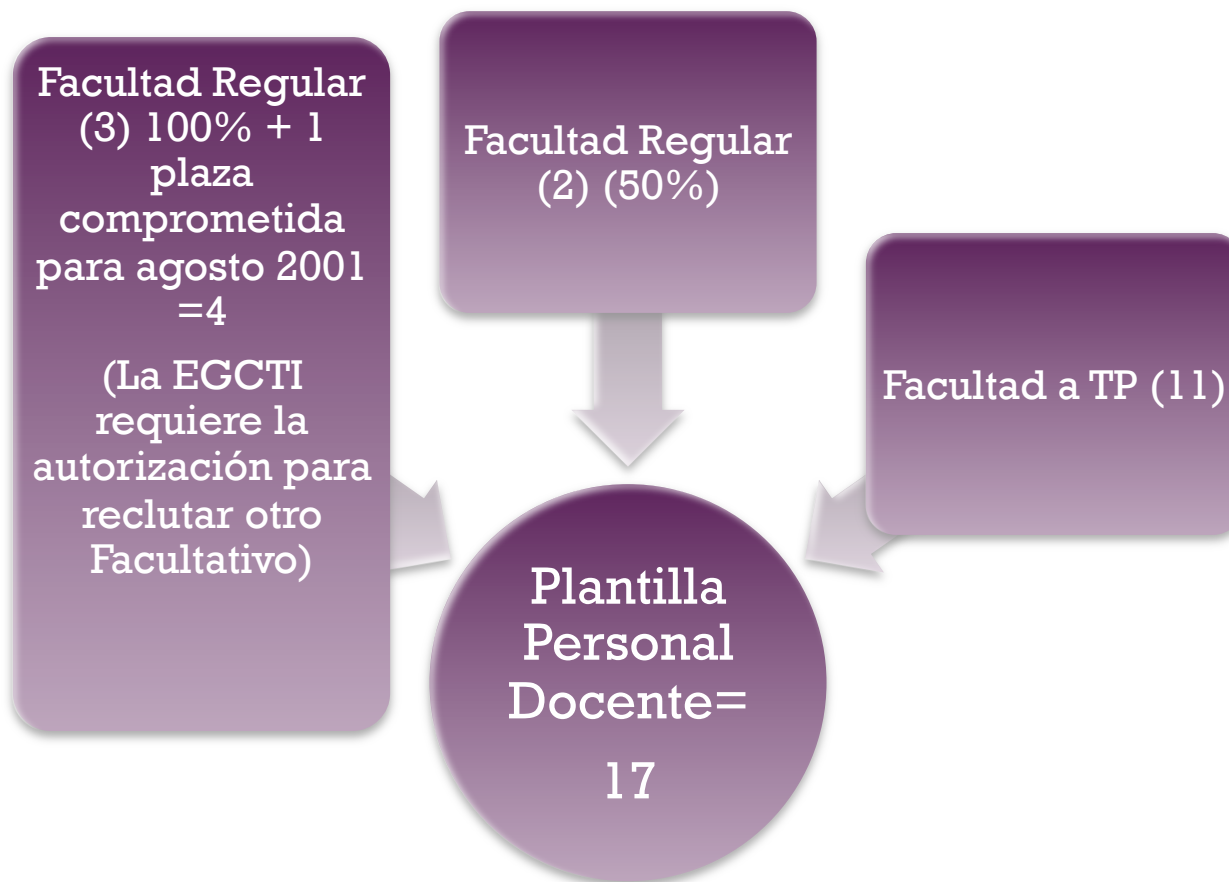 Facultad Regular
(3) 100% + 1
plaza
comprometida
para agosto 2001
=4
(La EGCTI
requiere la
autorización para
reclutar otro
Facultativo)
Facultad Regular
(2) (50%)
Facultad a TP (11)
Plantilla
Personal
Docente=
17